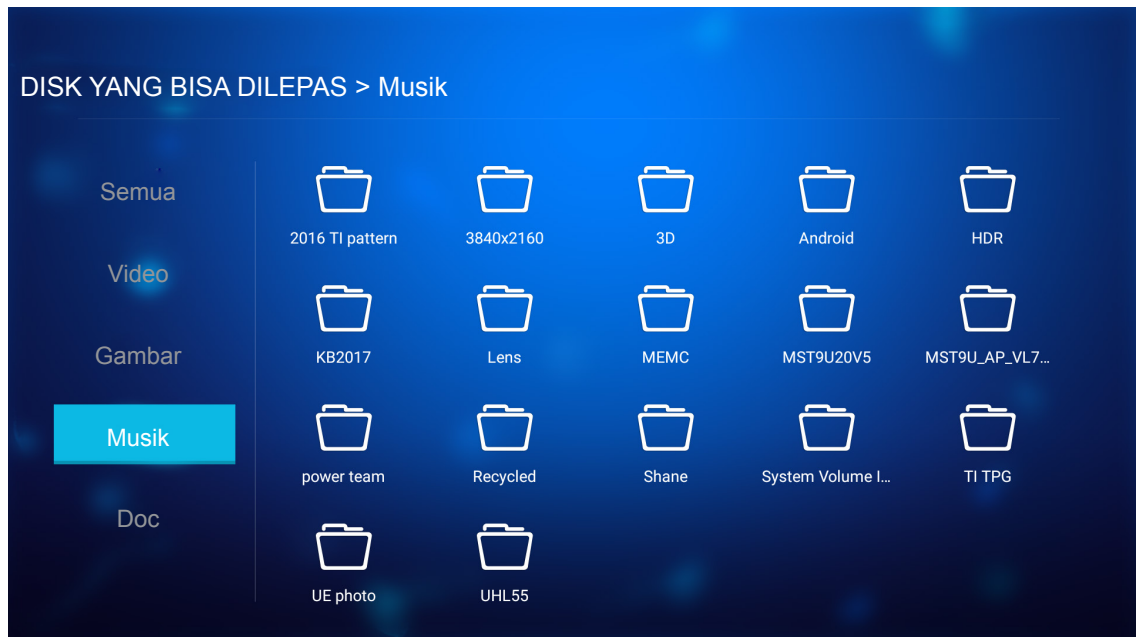 DISK YANG BISA DILEPAS > Musik
Semua
Video
Gambar
Musik
Doc
2016 TI pattern
3840x2160
3D
Android
HDR
KB2017
Lens
MEMC
MST9U20V5
MST9U_AP_VL7...
power team
Recycled
Shane
System Volume I...
TI TPG
UE photo
UHL55